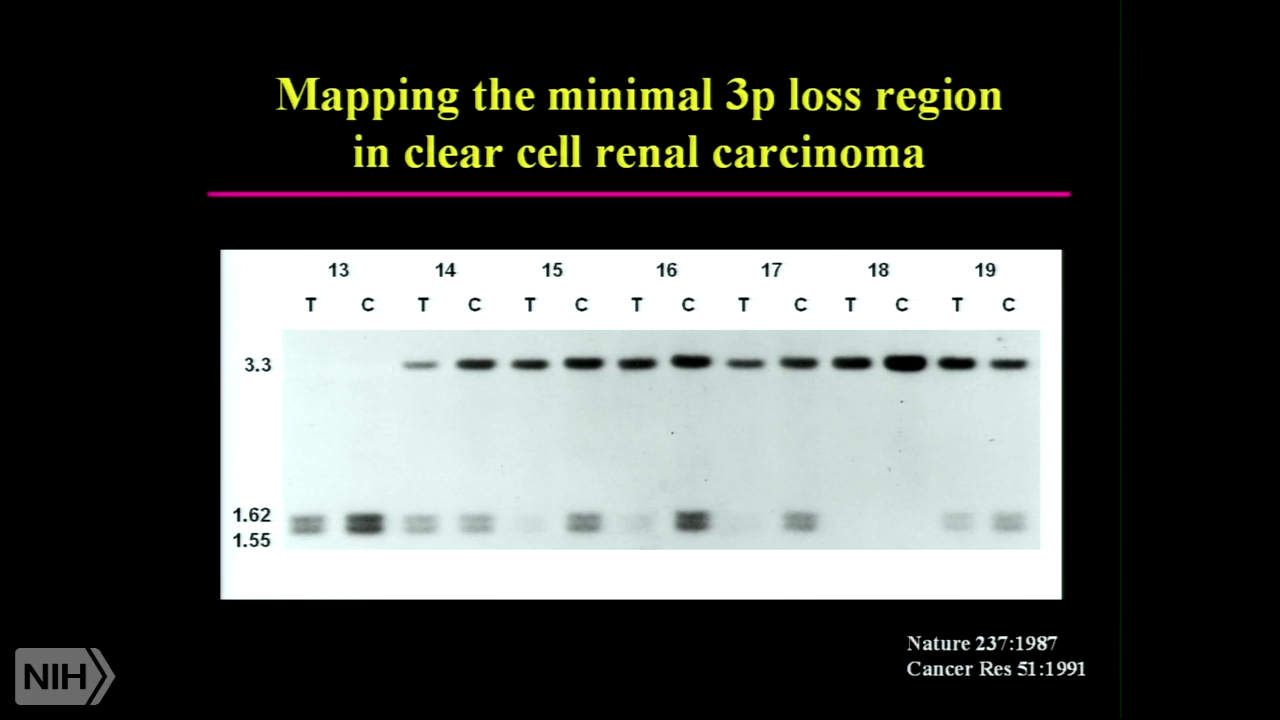 Mapping the minimal 3p loss region
in clear cell renal carcinoma
13 14 15 16 17 18 19
T C T C T C T C T C T C T C
3.3
1.62
1.55
Nature 237:1987
Cancer Res 51:1991
NIH